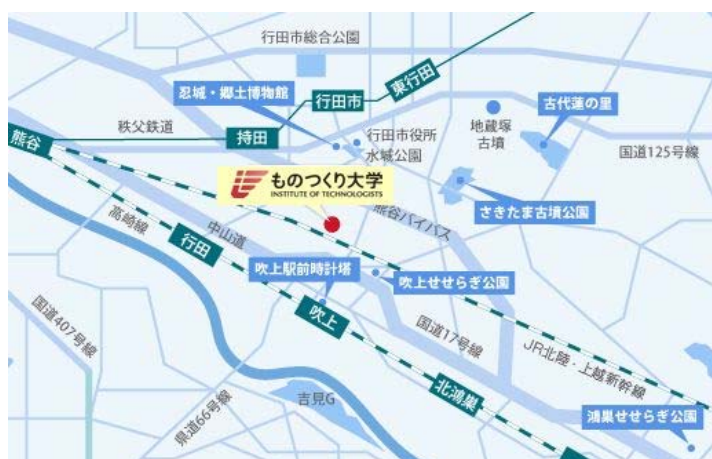 行田市総合公園
東行田
忍城・郷土博物館
行田市
古代蓮の里
地蔵塚
古墳
秩父鉄道
持田
行田市役所
水城公園
国道125号線
熊谷
ものつくり大学
INSTITUTE OF TECHNOLOGISTS
さきたま古墳公園
熊谷バイパス
高崎線
中山道
行田
吹上駅前時計塔
吹上せせらぎ公園
国道407号線
吹上
国道17号線
JR北陸・上越新幹線
北鴻巣
吉見G
県道66号線
鴻巣せせらぎ公園